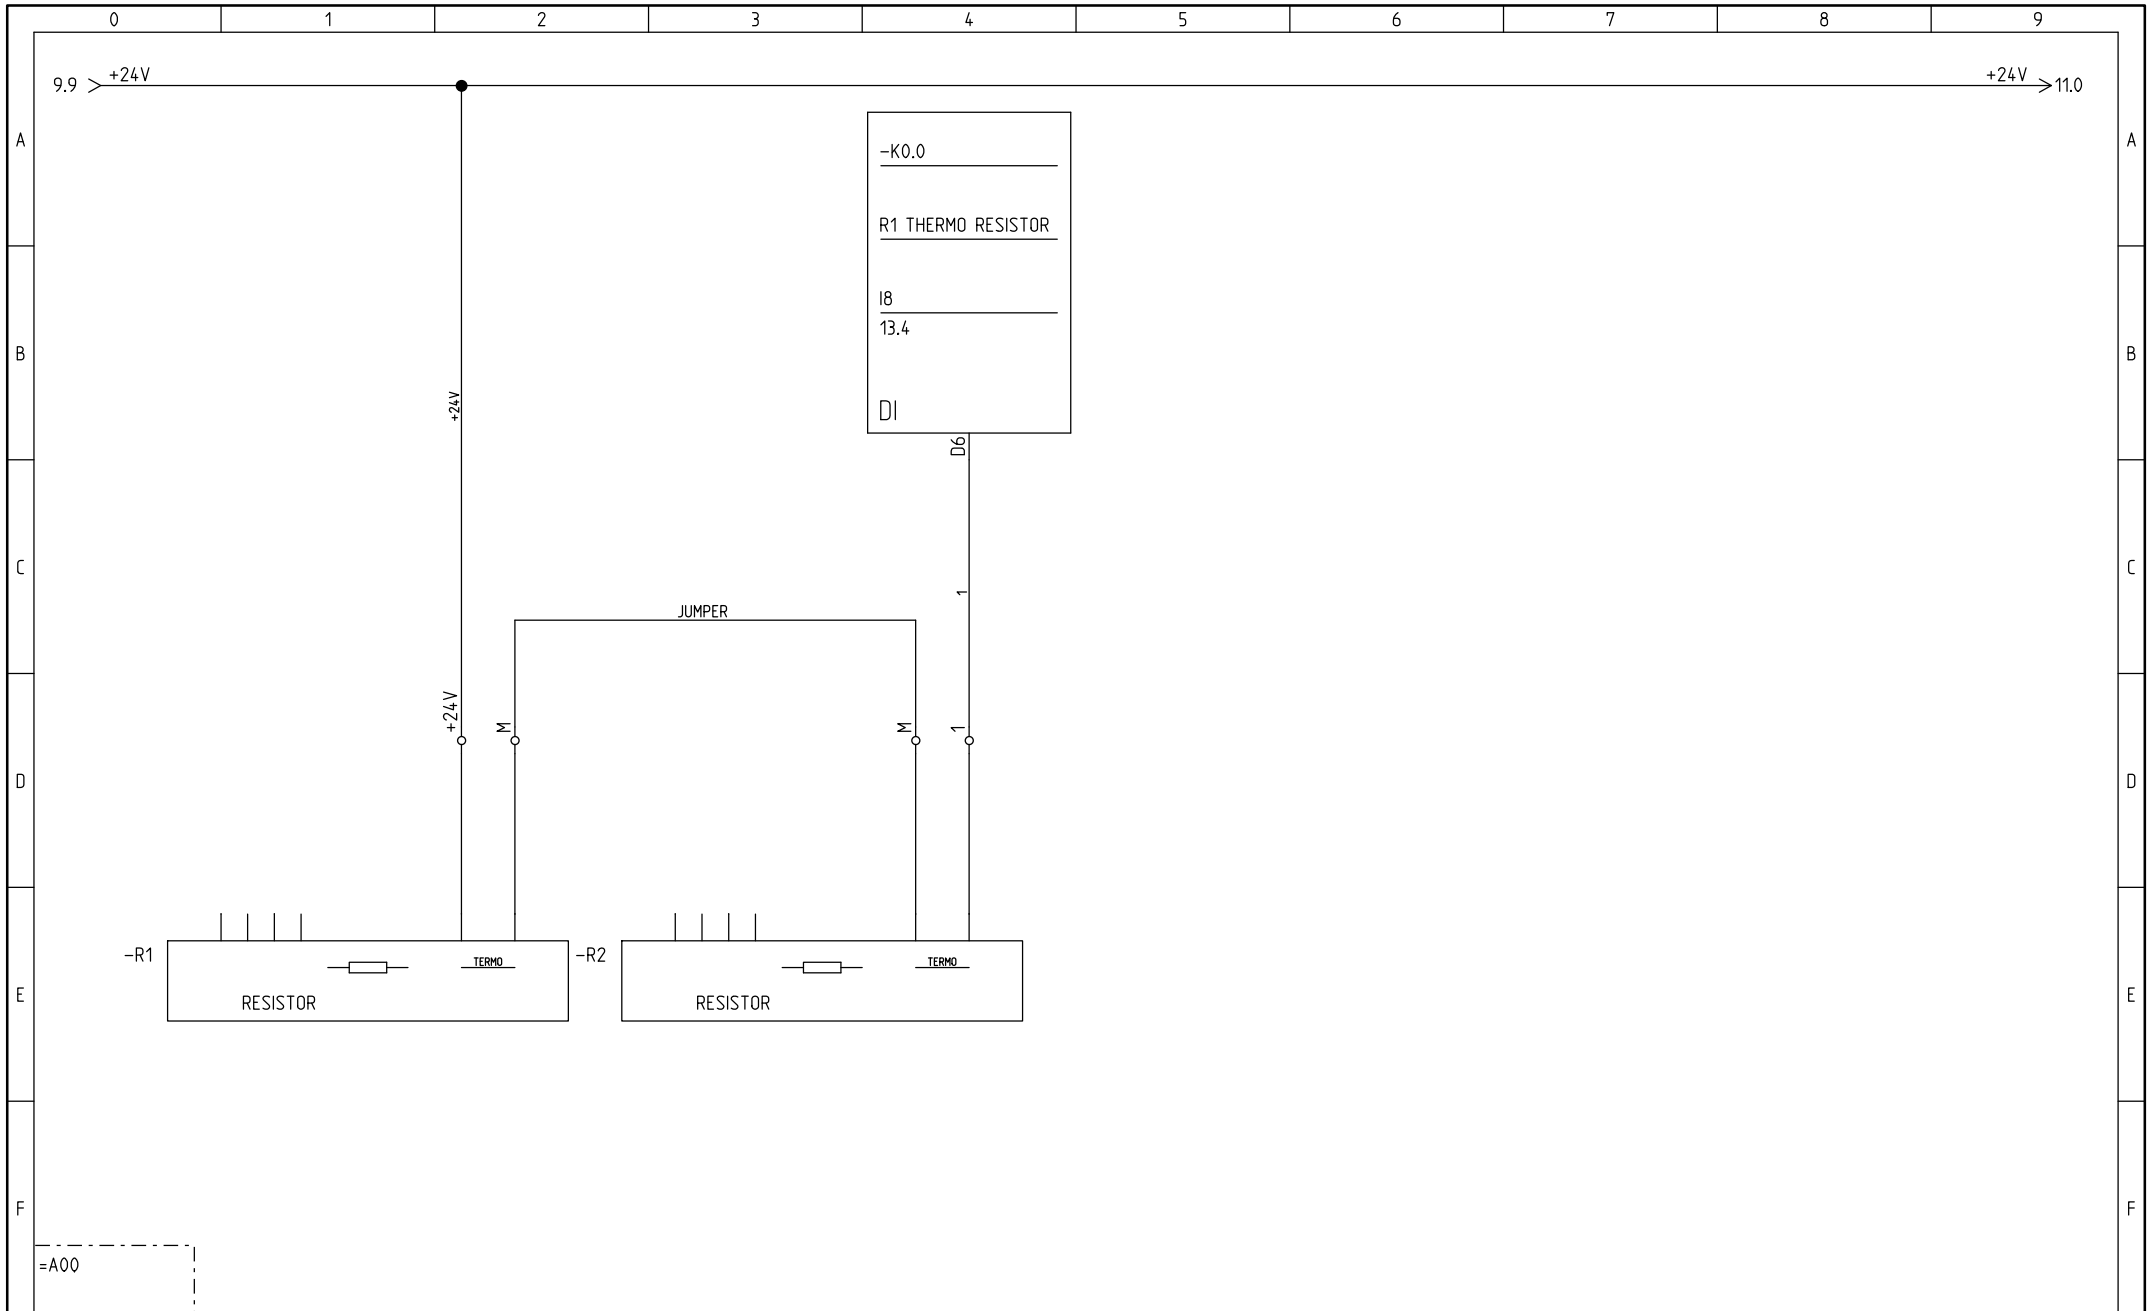 0 1 2 3 4 5 6 7 8 9
9.9 +24V +24V 11.0
A A
-K0.0
R1 THERMO RESISTOR
I8
13.4
B B
+24V
DI
D6
C C
1
JUMPER
+24V M M 1
D D
-R1 TERMO -R2 TERMO
E E
RESISTOR RESISTOR
F F
=A00